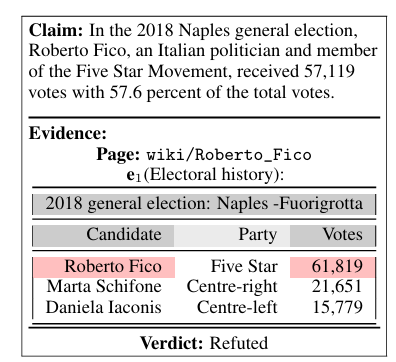 Claim: In the 2018 Naples general election,
Roberto Fico, an Italian politician and member
of the Five Star Movement, received 57,119
votes with 57.6 percent of the total votes.
Evidence:
Page: wiki/Roberto_Fico
e1(Electoral history):
2018 general election: Naples -Fuorigrotta
Candidate Party Votes
Roberto Fico Five Star 61,819
Marta Schifone Centre-right 21,651
Daniela Iaconis Centre-left 15,779
Verdict: Refuted